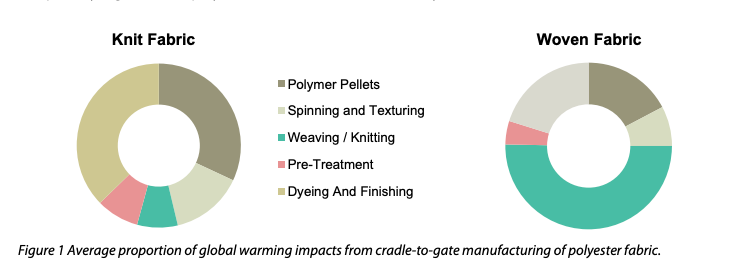 Knit Fabric
Woven Fabric
Polymer Pellets
Spinning and Texturing
Weaving / Knitting
Pre-Treatment
Dyeing And Finishing
Figure 1 Average proportion of global warming impacts from cradle-to-gate manufacturing of polyester fabric.